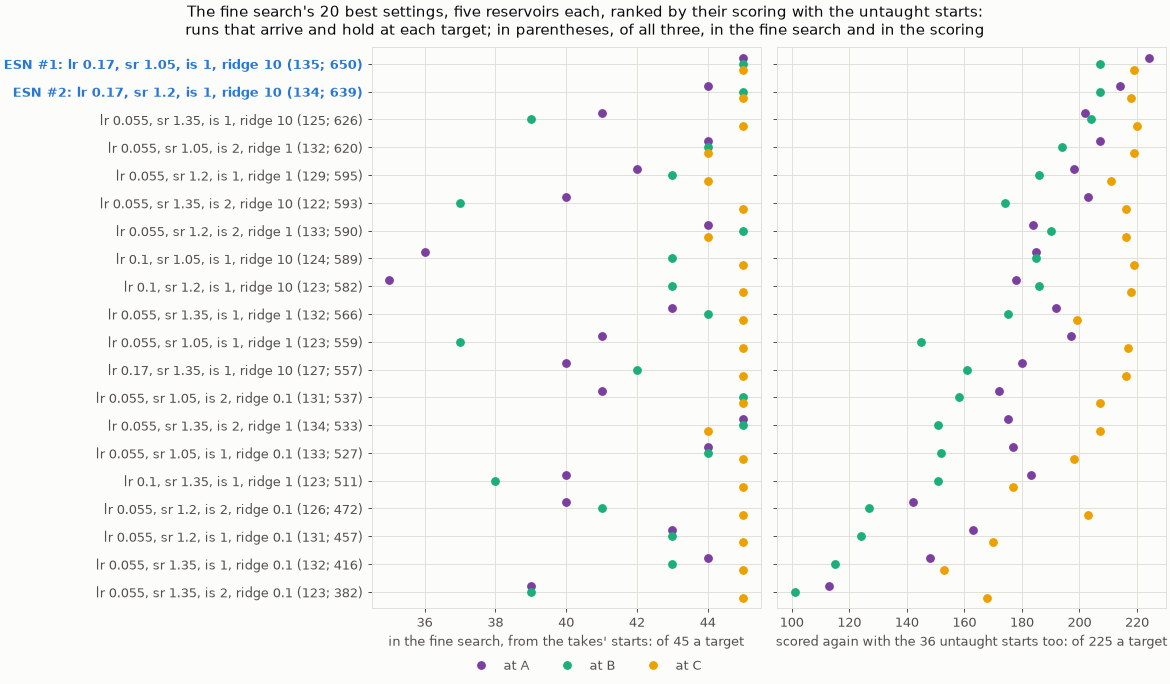 The fine search's 20 best settings, five reservoirs each, ranked by their scoring with the untaught starts:
runs that arrive and hold at each target; in parentheses, of all three, in the fine search and in the scoring
ESN #1: lr 0.17, sr 1.05, is 1, ridge 10 (135; 650)
ESN #2: lr 0.17, sr 1.2, is 1, ridge 10 (134; 639)
lr 0.055, sr 1.35, is 1, ridge 10 (125; 626)
lr 0.055, sr 1.05, is 2, ridge 1 (132; 620)
lr 0.055, sr 1.2, is 1, ridge 1 (129; 595)
lr 0.055, sr 1.35, is 2, ridge 10 (122; 593)
lr 0.055, sr 1.2, is 2, ridge 1 (133; 590)
lr 0.1, sr 1.05, is 1, ridge 10 (124; 589)
lr 0.1, sr 1.2, is 1, ridge 10 (123; 582)
lr 0.055, sr 1.35, is 1, ridge 1 (132; 566)
lr 0.055, sr 1.05, is 1, ridge 1 (123; 559)
lr 0.17, sr 1.35, is 1, ridge 10 (127; 557)
lr 0.055, sr 1.05, is 2, ridge 0.1 (131; 537)
lr 0.055, sr 1.35, is 2, ridge 1 (134; 533)
lr 0.055, sr 1.05, is 1, ridge 0.1 (133; 527)
lr 0.1, sr 1.35, is 1, ridge 1 (123; 511)
lr 0.055, sr 1.2, is 2, ridge 0.1 (126; 472)
lr 0.055, sr 1.2, is 1, ridge 0.1 (131; 457)
lr 0.055, sr 1.35, is 1, ridge 0.1 (132; 416)
lr 0.055, sr 1.35, is 2, ridge 0.1 (123; 382)
36 38 40 42 44
100 120 140 160 180 200 220
in the fine search, from the takes' starts: of 45 a target
scored again with the 36 untaught starts too: of 225 a target
at A at B at C